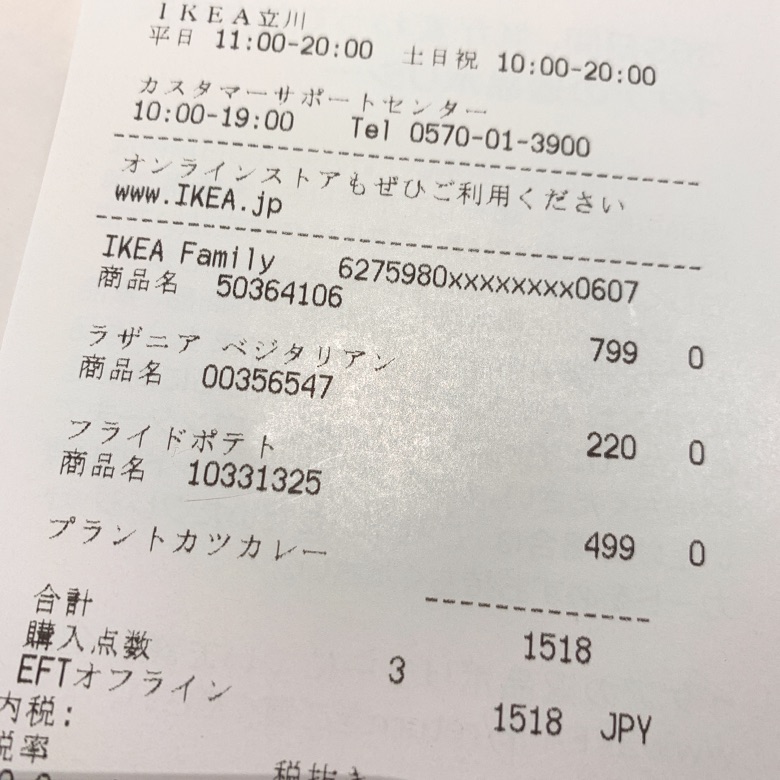 IKEA立川
平日 11:00-20:00 土日祝 10:00-20:00
カスタマーサポートセンター
10:00-19:00 Tel 0570-01-3900
オンラインストアもぜひご利用ください
www.IKEA.jp
IKEA Family 6275980xxxxxxxx0607
商品名 50364106
ラザニア ベジタリアン 799 0
商品名 00356547
フライドポテト 220 0
商品名 10331325
プラントカツカレー 499 0
合計 1518
購入点数 3
EFTオフライン 1518 JPY
内税:
税率 税抜き